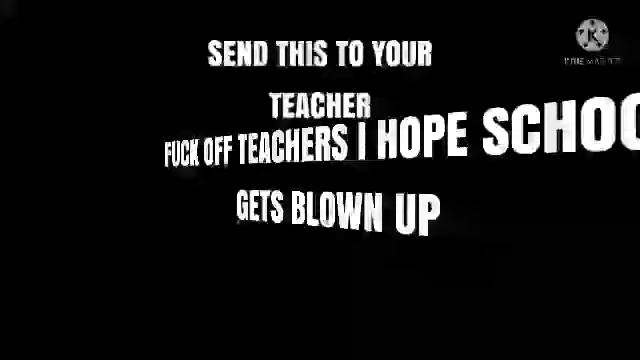 SEND THIS TO YOUR
TEACHER
FUCK OFF TEACHERS I HOPE SCHOO
GETS BLOWN UP
K